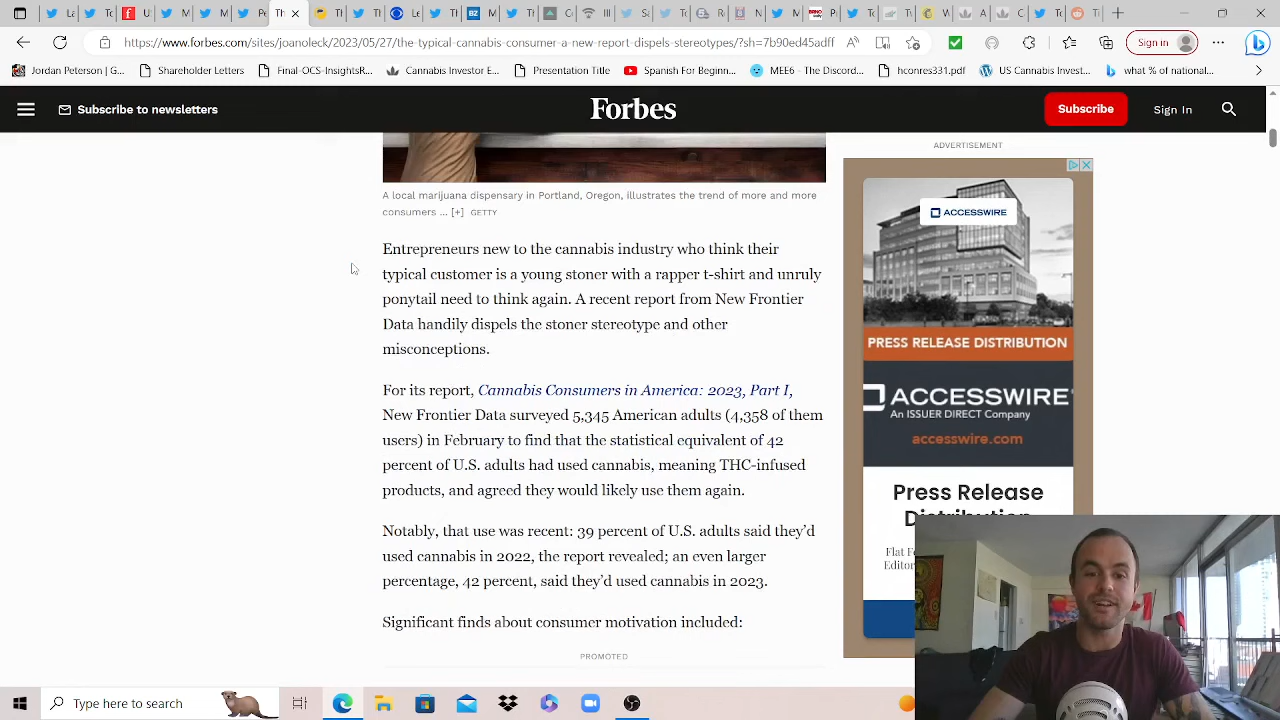 https://www.forbes.com/sites/joanoleck/2023/05/27/the-typical-consumer-a-new-report-dispels-stereotypes/?sh=7b90ed45adff
Sign in
Jordan Peterson | G...
Shareholder Letters
Final-OCS-InsightsR...
Cannabis Investor E...
Presentation Title
Spanish For Beginn...
MEE6 - The Discord...
hconres331.pdf
US Cannabis Invest...
what % of cannabis...
Subscribe to newsletters
Forbes
Subscribe
Sign In
ADVERTISEMENT
A local marijuana dispensary in Portland, Oregon, illustrates the trend of more and more
consumers ... [+] GETTY
Entrepreneurs new to the cannabis industry who think their
typical customer is a young stoner with a rapper t-shirt and unruly
ponytail need to think again. A recent report from New Frontier
Data handily dispels the stoner stereotype and other
misconceptions.
For its report, Cannabis Consumers in America: 2023, Part I,
New Frontier Data surveyed 5,345 American adults (4,358 of them
users) in February to find that the statistical equivalent of 42
percent of U.S. adults had used cannabis, meaning THC-infused
products, and agreed they would likely use them again.
Notably, that use was recent: 39 percent of U.S. adults said they'd
used cannabis in 2022, the report revealed; an even larger
percentage, 42 percent, said they'd used cannabis in 2023.
Significant finds about consumer motivation included:
PROMOTED
ACCESSWIRE
PRESS RELEASE DISTRIBUTION
ACCESSWIRE
An ISSUER DIRECT Company
accesswire.com
Press Release
Type here to search